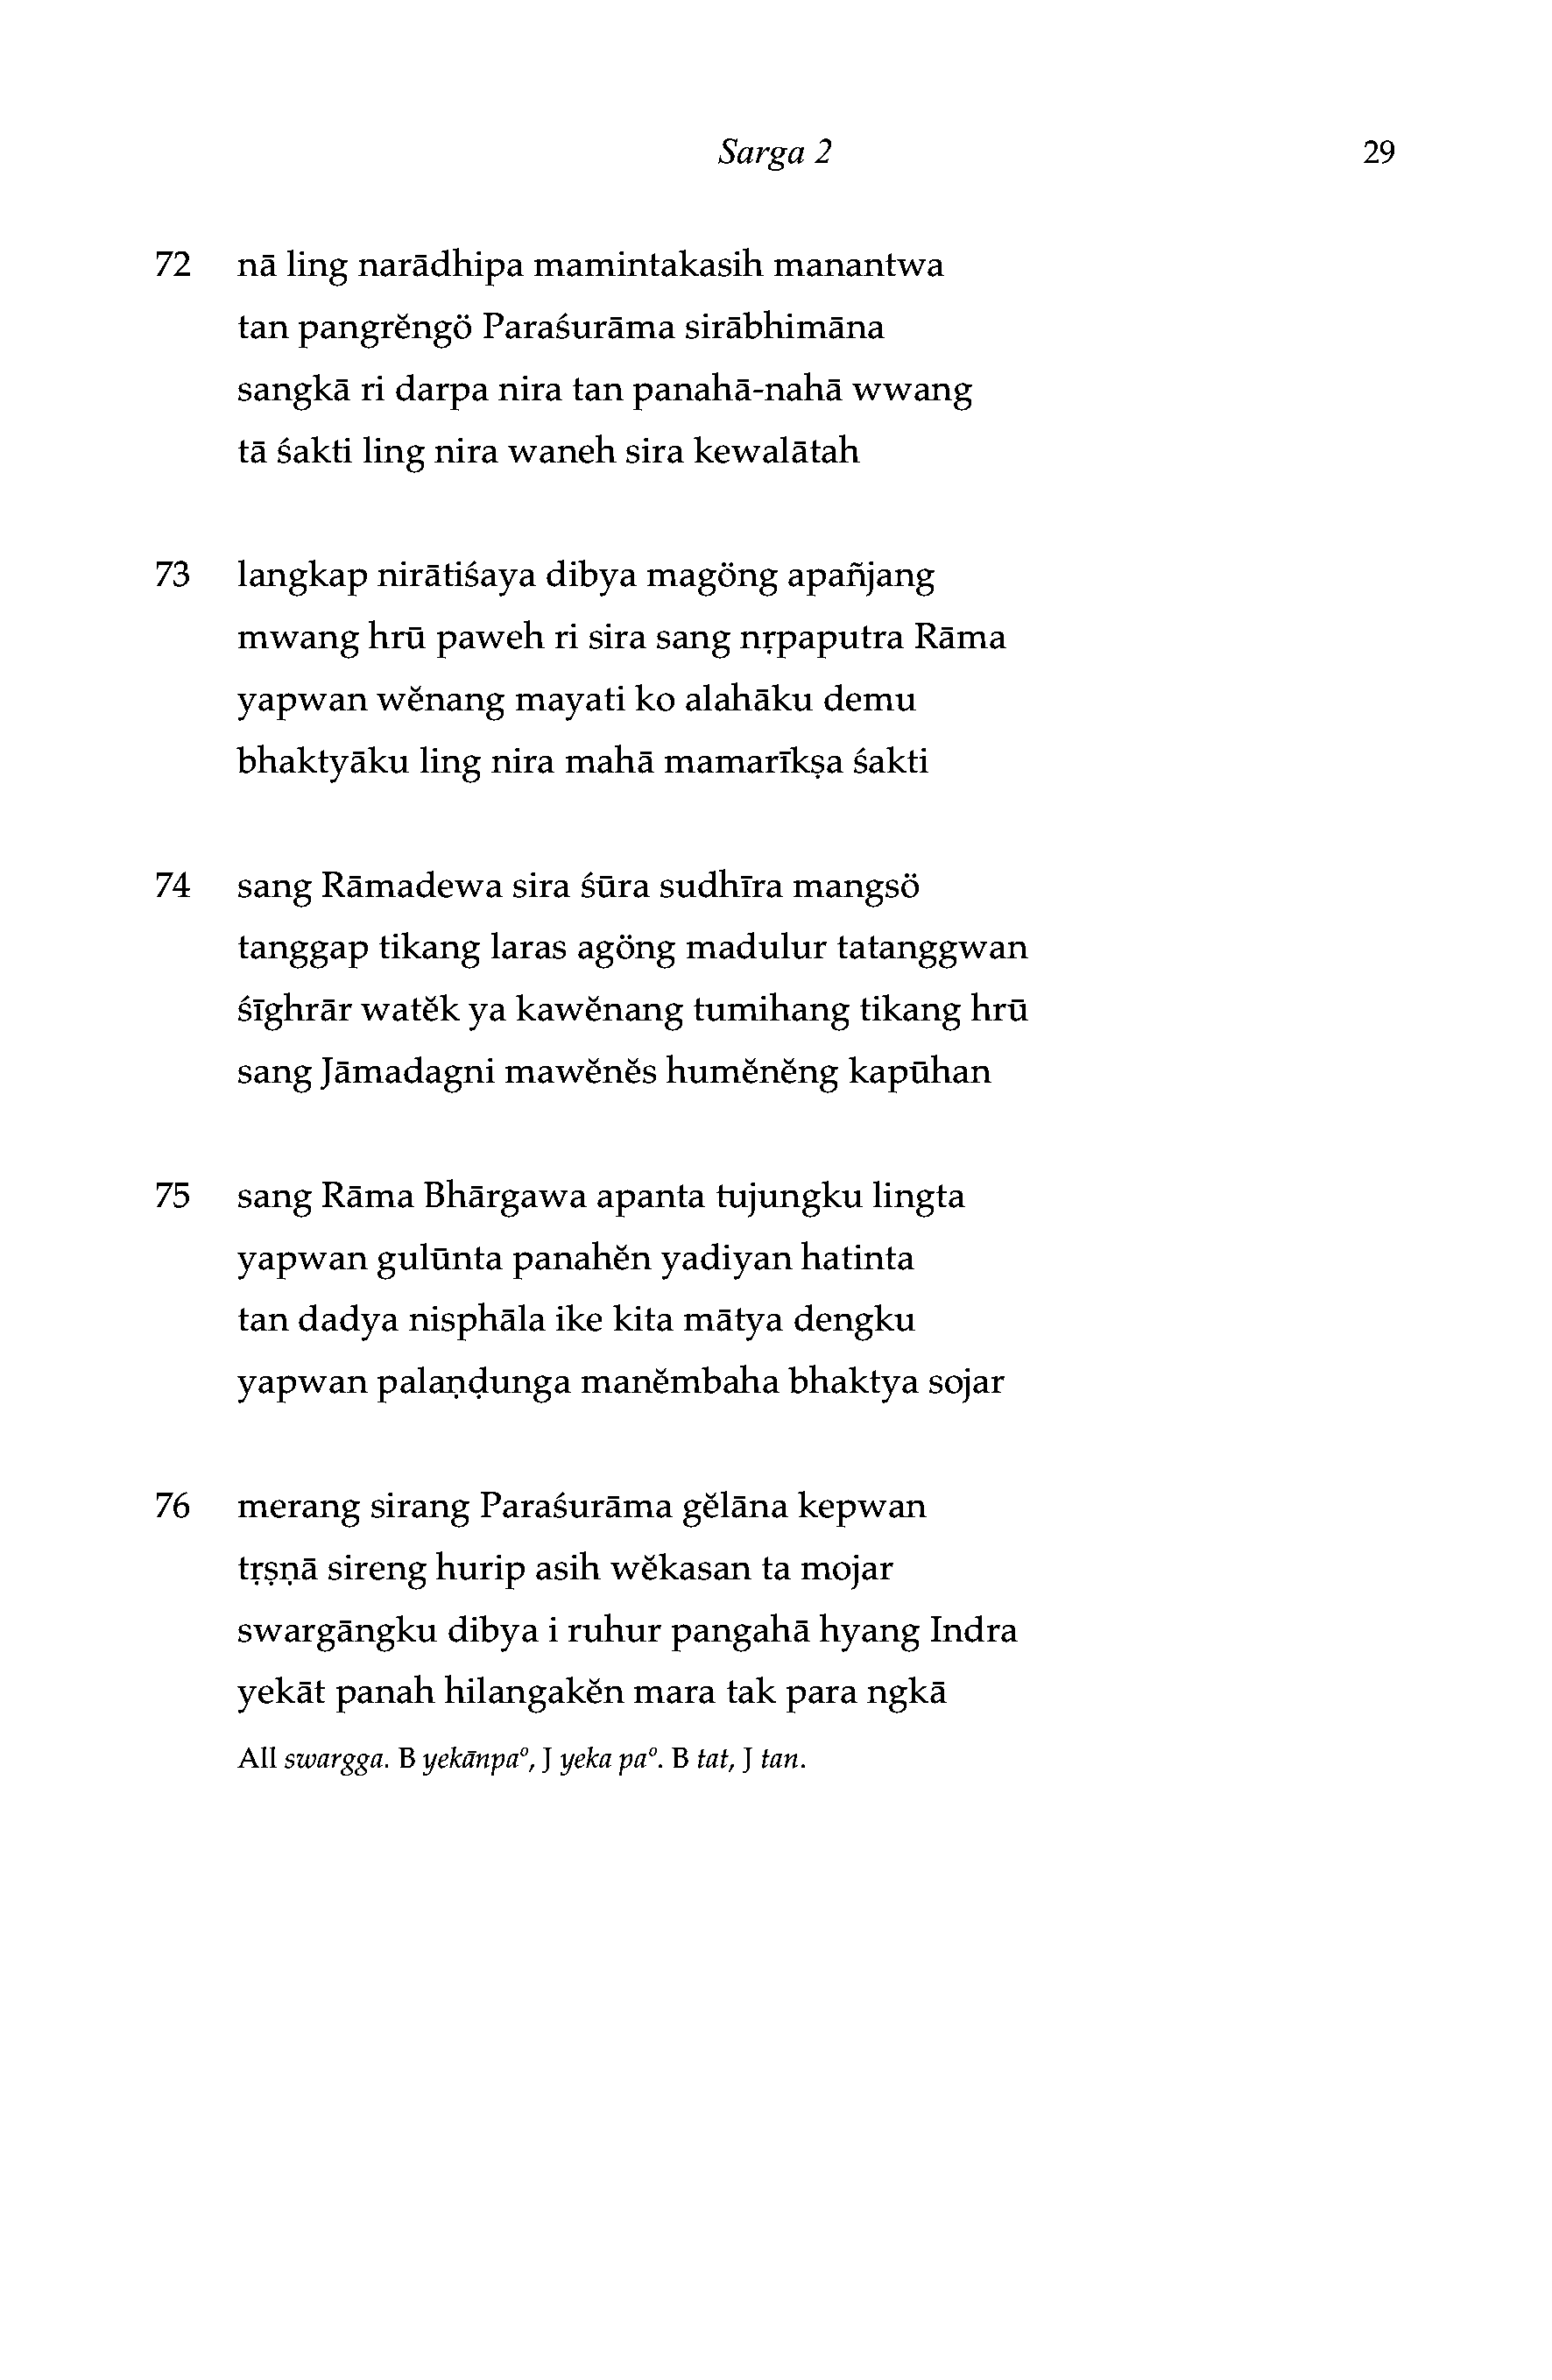 Sarga 2 29
72 nā ling narādhipa mamintakasih manantwa
tan pangrĕngö Paraśurāma sirābhimāna
sangkā ri darpa nira tan panahā-nahā wwang
tā śakti ling nira waneh sira kewalātah
73 langkap nirātiśaya dibya magöng apañjang
mwang hrū paweh ri sira sang nṛpaputra Rāma
yapwan wĕnang mayati ko alahāku demu
bhaktyāku ling nira mahā mamarīkṣa śakti
74 sang Rāmadewa sira śūra sudhīra mangsö
tanggap tikang laras agöng madulur tatanggwan
śīghrār watĕk ya kawĕnang tumihang tikang hrū
sang Jāmadagni mawĕnĕs humĕnĕng kapūhan
75 sang Rāma Bhārgawa apanta tujungku lingta
yapwan gulūnta panahĕn yadiyan hatinta
tan dadya nisphāla ike kita mātya dengku
yapwan palaṇḍunga manĕmbaha bhaktya sojar
76 merang sirang Paraśurāma gĕlāna kepwan
tṛṣṇā sireng hurip asih wĕkasan ta mojar
swargāngku dibya i ruhur pangahā hyang Indra
yekāt panah hilangakĕn mara tak para ngkā
All swargga. B yekānpaº, J yeka paº. B tat, J tan.